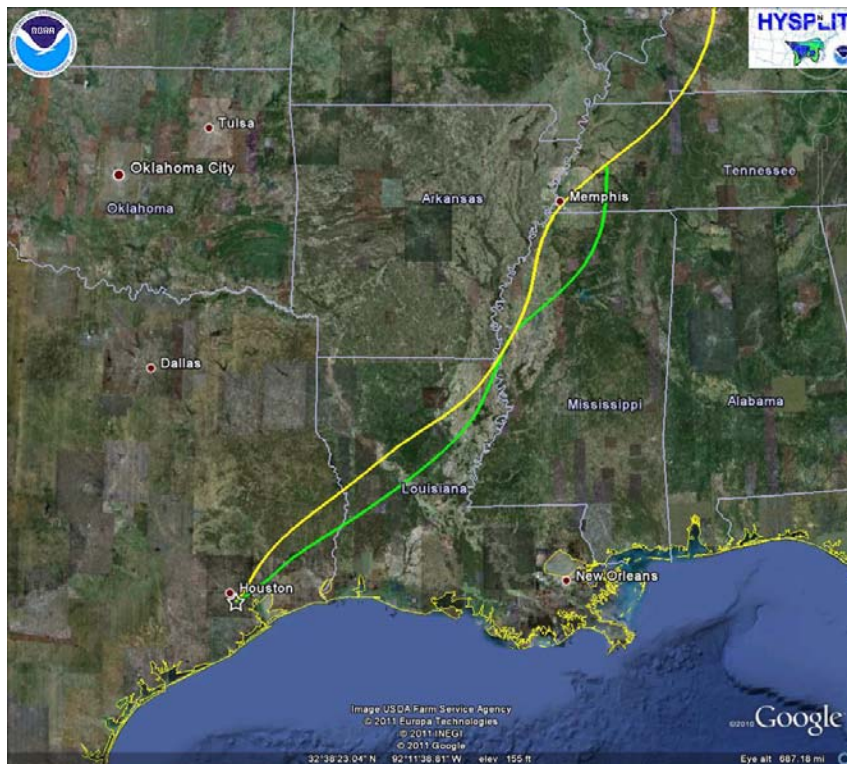 NOAA
HYSPLIT
Tulsa
Oklahoma City
Oklahoma
Arkansas
Memphis
Tennessee
Dallas
Mississippi
Alabama
Louisiana
Houston
New Orleans
Image USDA Farm Service Agency
© 2011 Europa Technologies
© 2011 INEGI
© 2011 Google
©2010 Google
32°38'23.04" N 92°11'38.81" W elev 155 ft Eye alt 687.18 mi